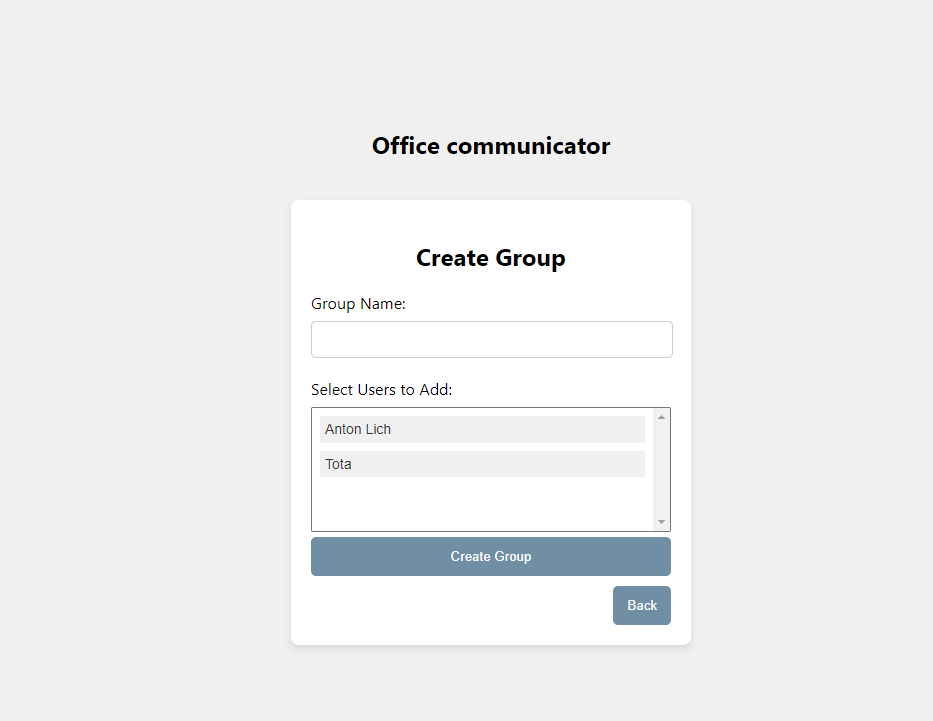 Office communicator
Create Group
Group Name:
Select Users to Add:
Anton Lich
Tota
Create Group
Back